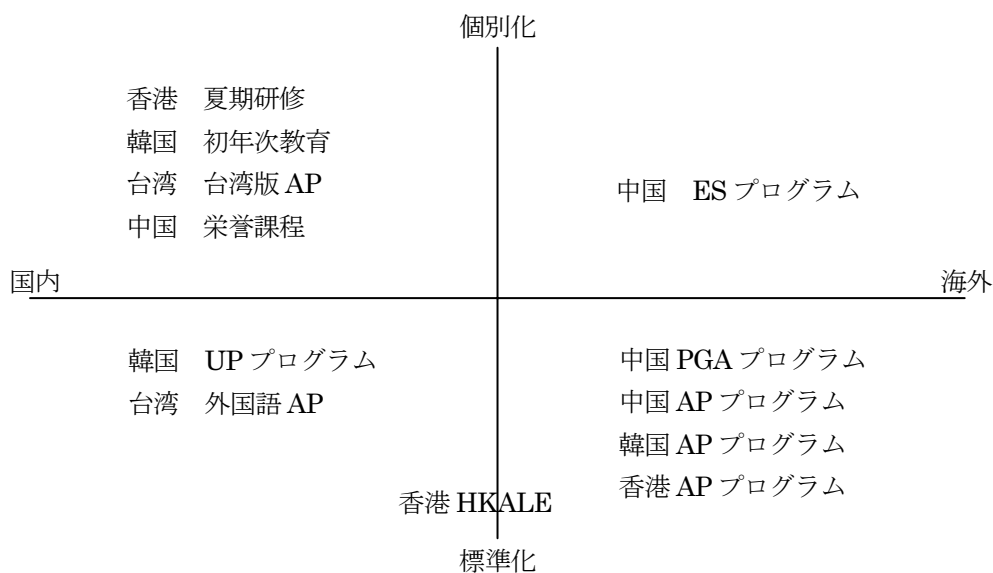 個別化
香港　夏期研修
韓国　初年次教育
台湾　台湾版 AP
中国　ES プログラム
中国　栄誉課程
国内
海外
韓国　UP プログラム
中国 PGA プログラム
台湾　外国語 AP
中国 AP プログラム
韓国 AP プログラム
香港 AP プログラム
香港 HKALE
標準化